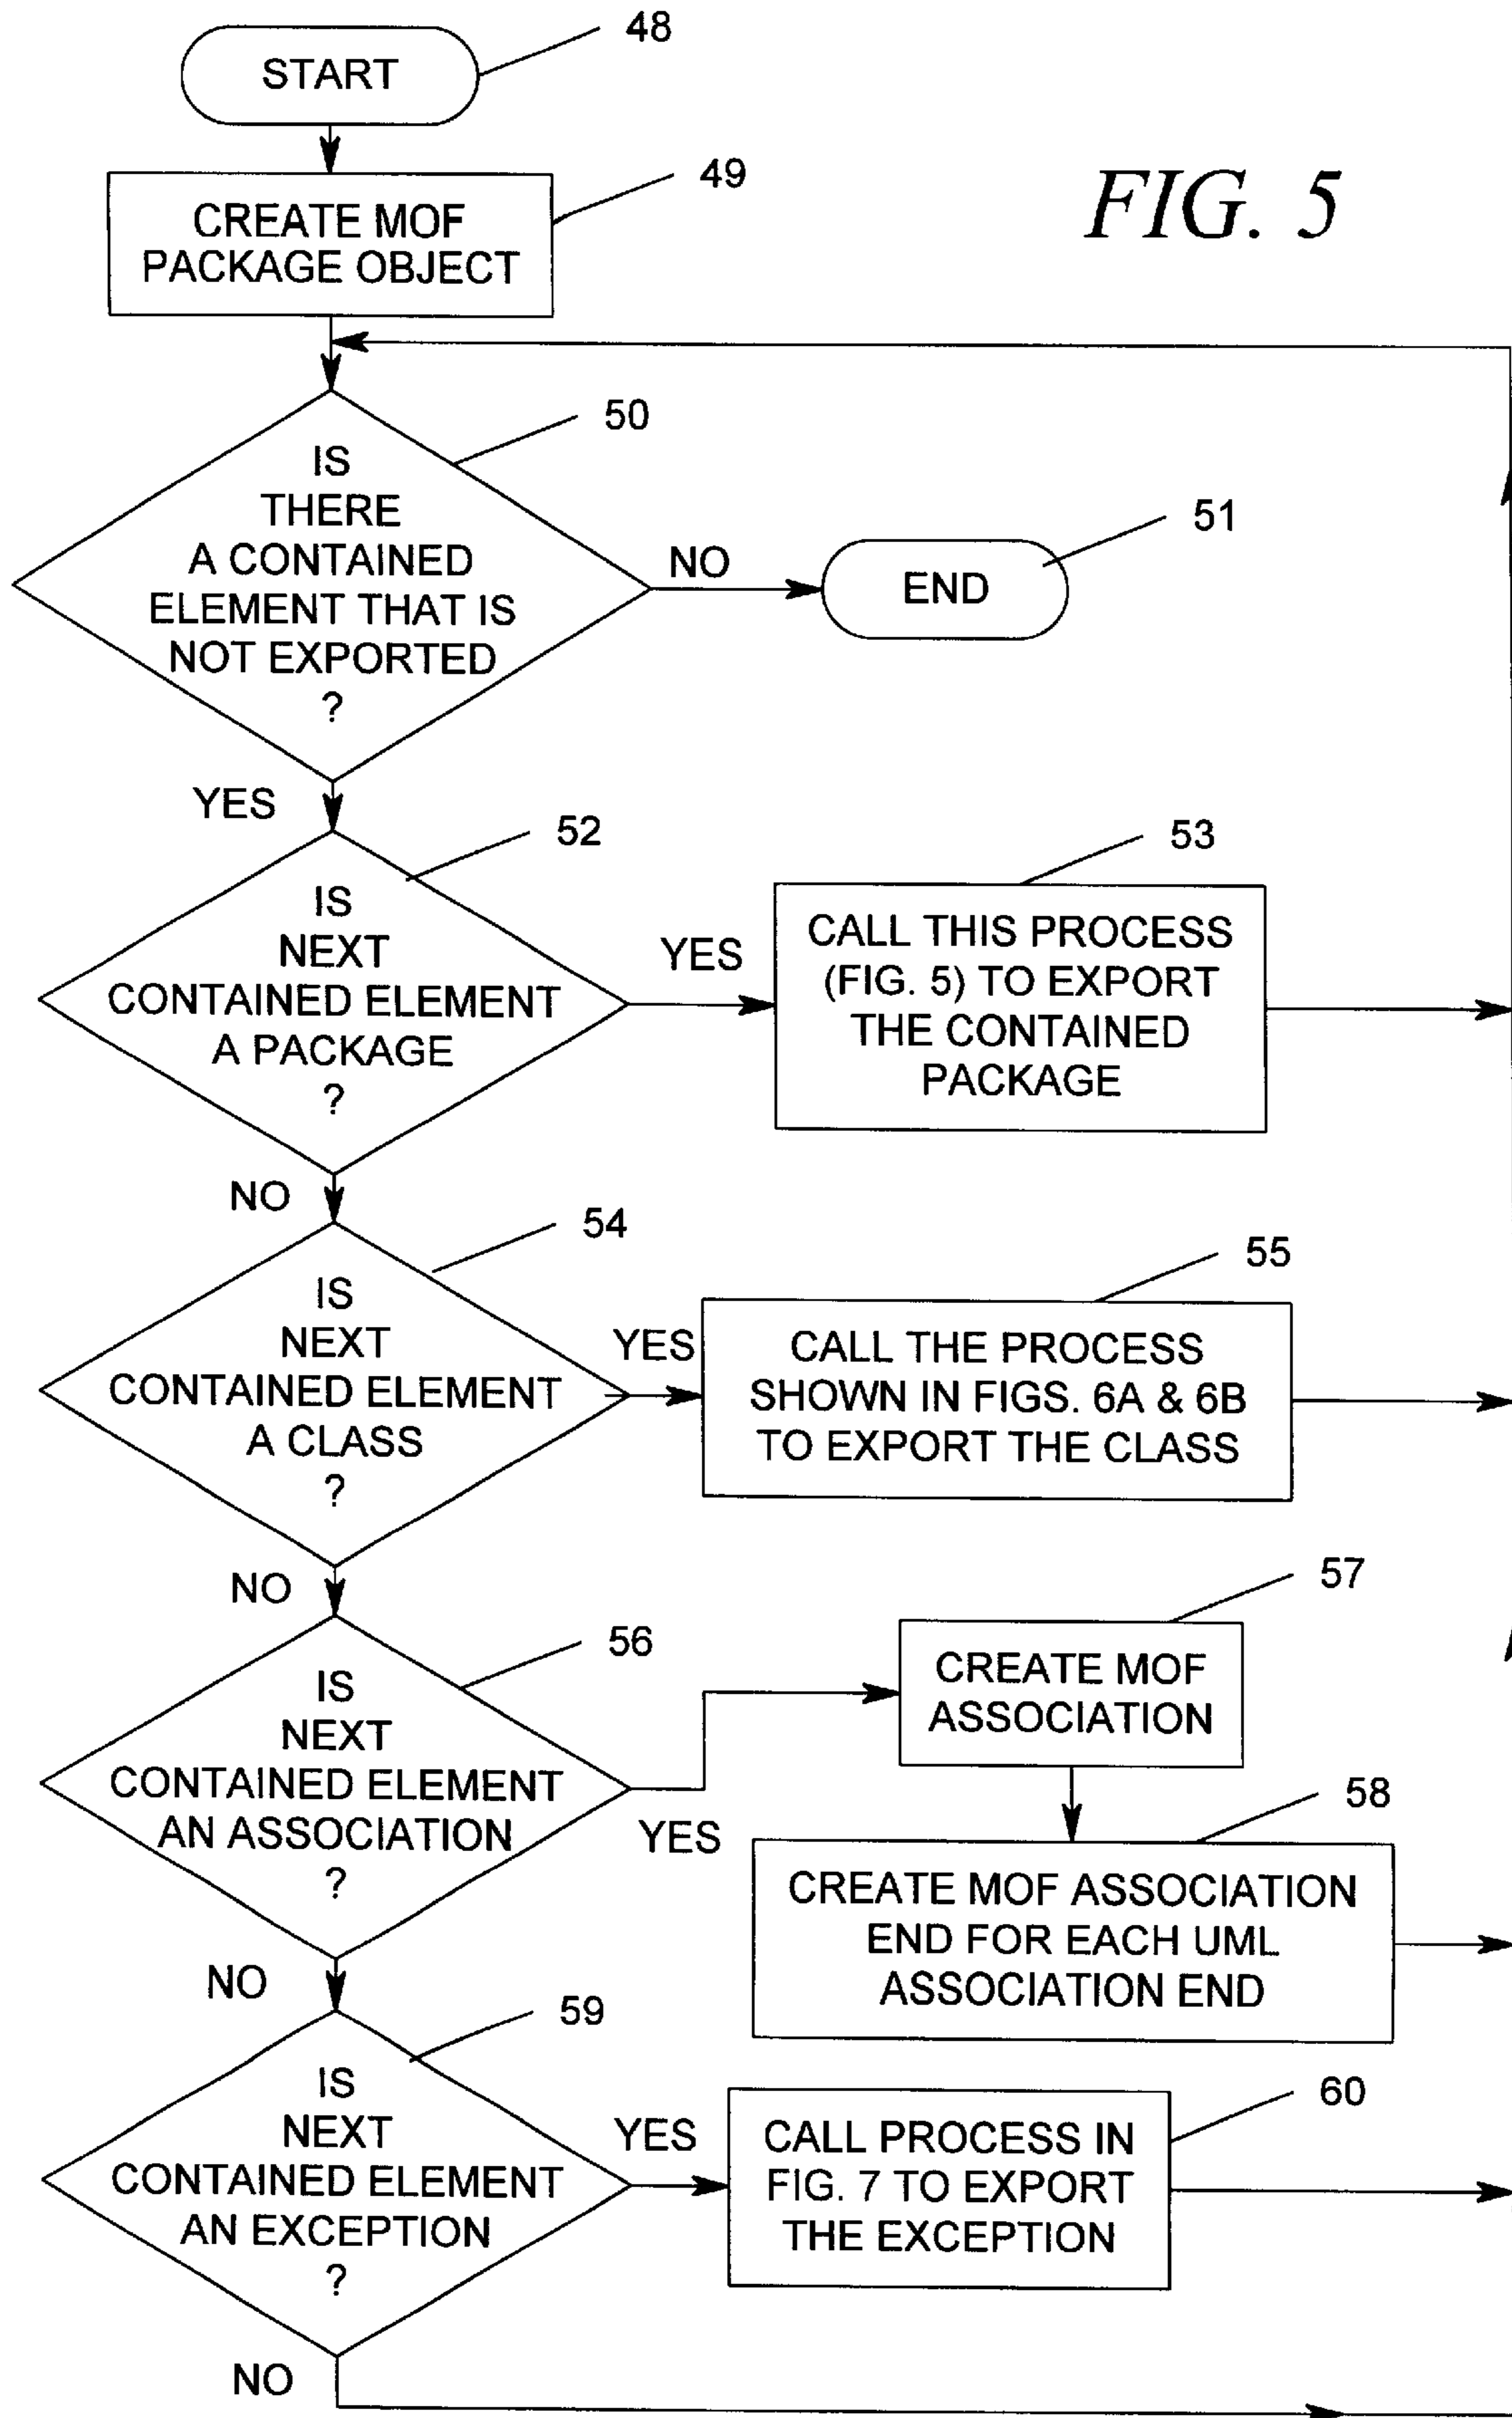 START
48
CREATE MOF
PACKAGE OBJECT
49
FIG. 5
IS
THERE
A CONTAINED
ELEMENT THAT IS
NOT EXPORTED
?
50
NO
END
51
YES
IS
NEXT
CONTAINED ELEMENT
A PACKAGE
?
52
YES
CALL THIS PROCESS
(FIG. 5) TO EXPORT
THE CONTAINED
PACKAGE
53
NO
IS
NEXT
CONTAINED ELEMENT
A CLASS
?
54
YES
CALL THE PROCESS
SHOWN IN FIGS. 6A & 6B
TO EXPORT THE CLASS
55
NO
IS
NEXT
CONTAINED ELEMENT
AN ASSOCIATION
?
56
YES
CREATE MOF
ASSOCIATION
57
CREATE MOF ASSOCIATION
END FOR EACH UML
ASSOCIATION END
58
NO
IS
NEXT
CONTAINED ELEMENT
AN EXCEPTION
?
59
YES
CALL PROCESS IN
FIG. 7 TO EXPORT
THE EXCEPTION
60
NO